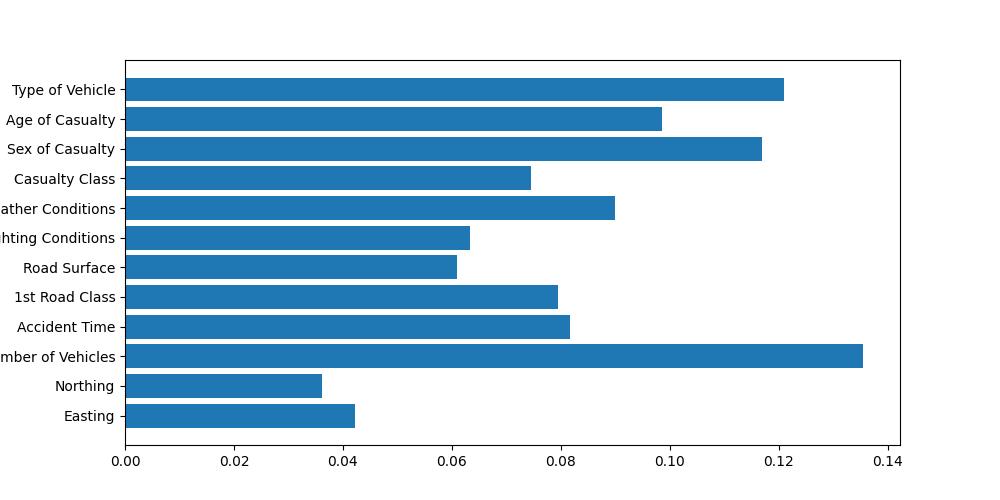 Type of Vehicle
Age of Casualty
Sex of Casualty
Casualty Class
ather Conditions
hting Conditions
Road Surface
1st Road Class
Accident Time
mber of Vehicles
Northing
Easting
0.00 0.02 0.04 0.06 0.08 0.10 0.12 0.14